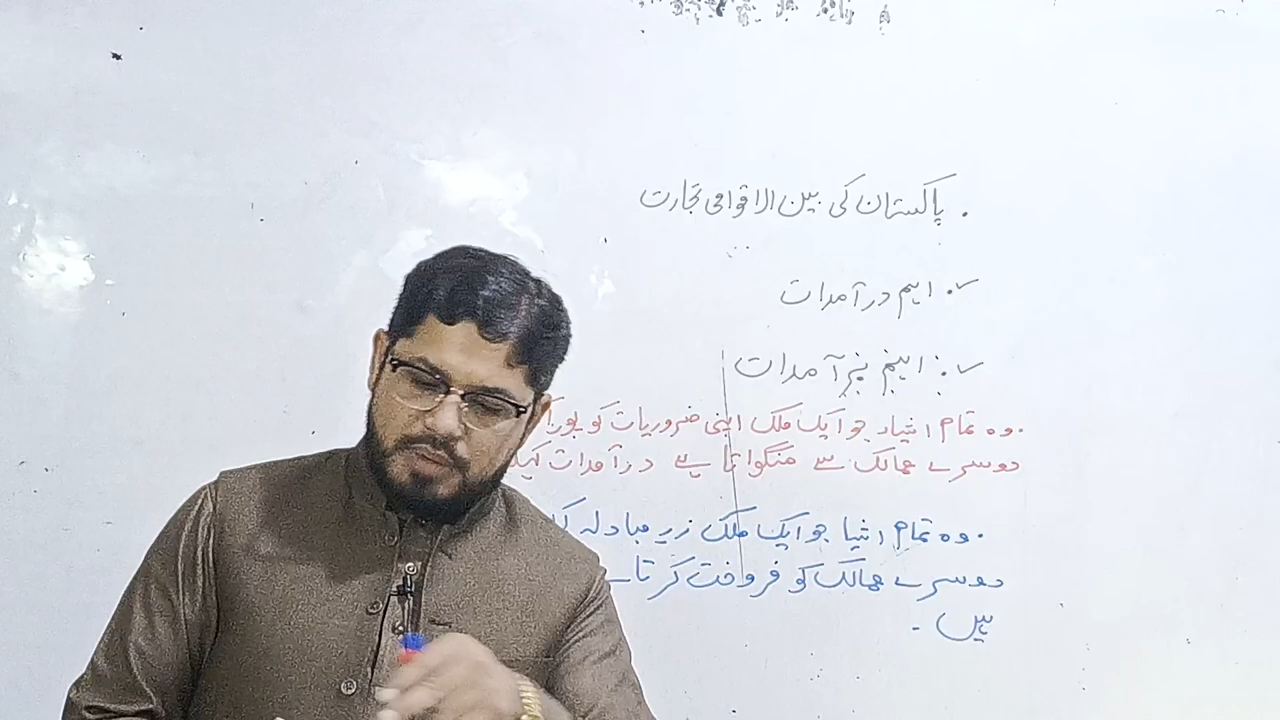 . پاکستان کی بین الاقوامی تجارت
✓. اہم درآمدات
✓. اہم برآمدات
. وہ تمام اشیاء جو ایک ملک اپنی ضروریات کو پورا
دوسرے ممالک سے منگواتا ہے درآمدات
. وہ تمام اشیا جو ایک ملک زرِ مبادلہ
دوسرے ممالک کو فروخت کرتا
ہیں ۔